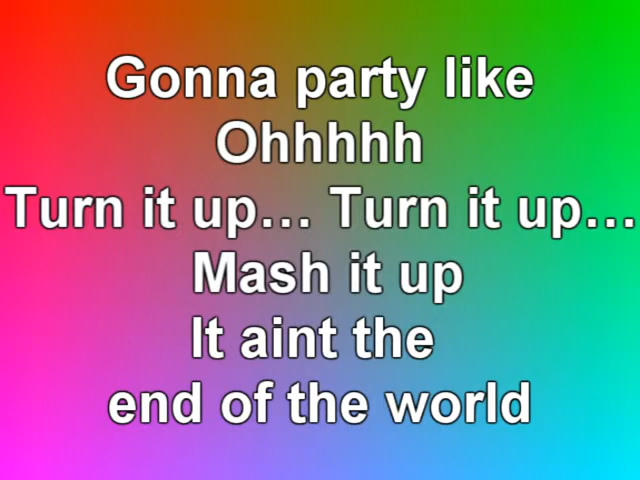 Gonna party like
Ohhhhh
Turn it up... Turn it up...
Mash it up
It aint the
end of the world